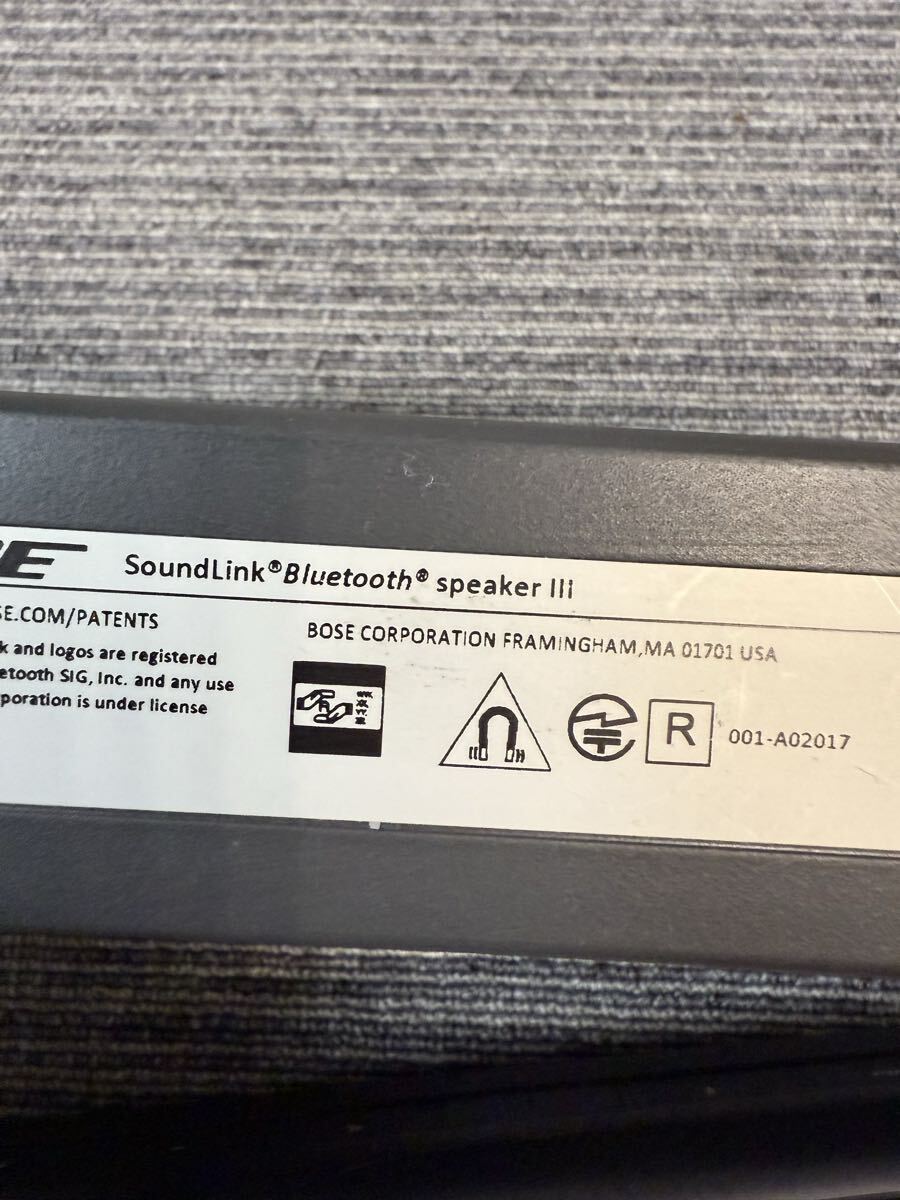 SE SoundLink® Bluetooth® speaker III
SE.COM/PATENTS
BOSE CORPORATION FRAMINGHAM,MA 01701 USA
k and logos are registered
etooth SIG, Inc. and any use
poration is under license
R 001-A02017